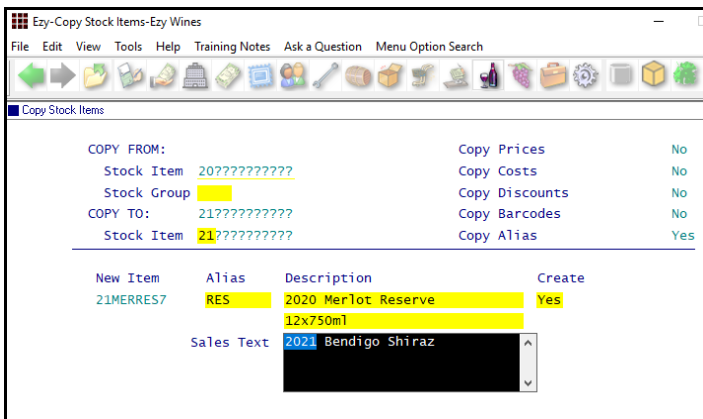 Ezy-Copy Stock Items-Ezy Wines
File Edit View Tools Help Training Notes Ask a Question Menu Option Search
Copy Stock Items
COPY FROM: Copy Prices No
Stock Item 20?????????? Copy Costs No
Stock Group Copy Discounts No
COPY TO: 21?????????? Copy Barcodes No
Stock Item 21?????????? Copy Alias Yes
New Item Alias Description Create
21MERRES7 RES 2020 Merlot Reserve Yes
12x750ml
Sales Text 2021 Bendigo Shiraz